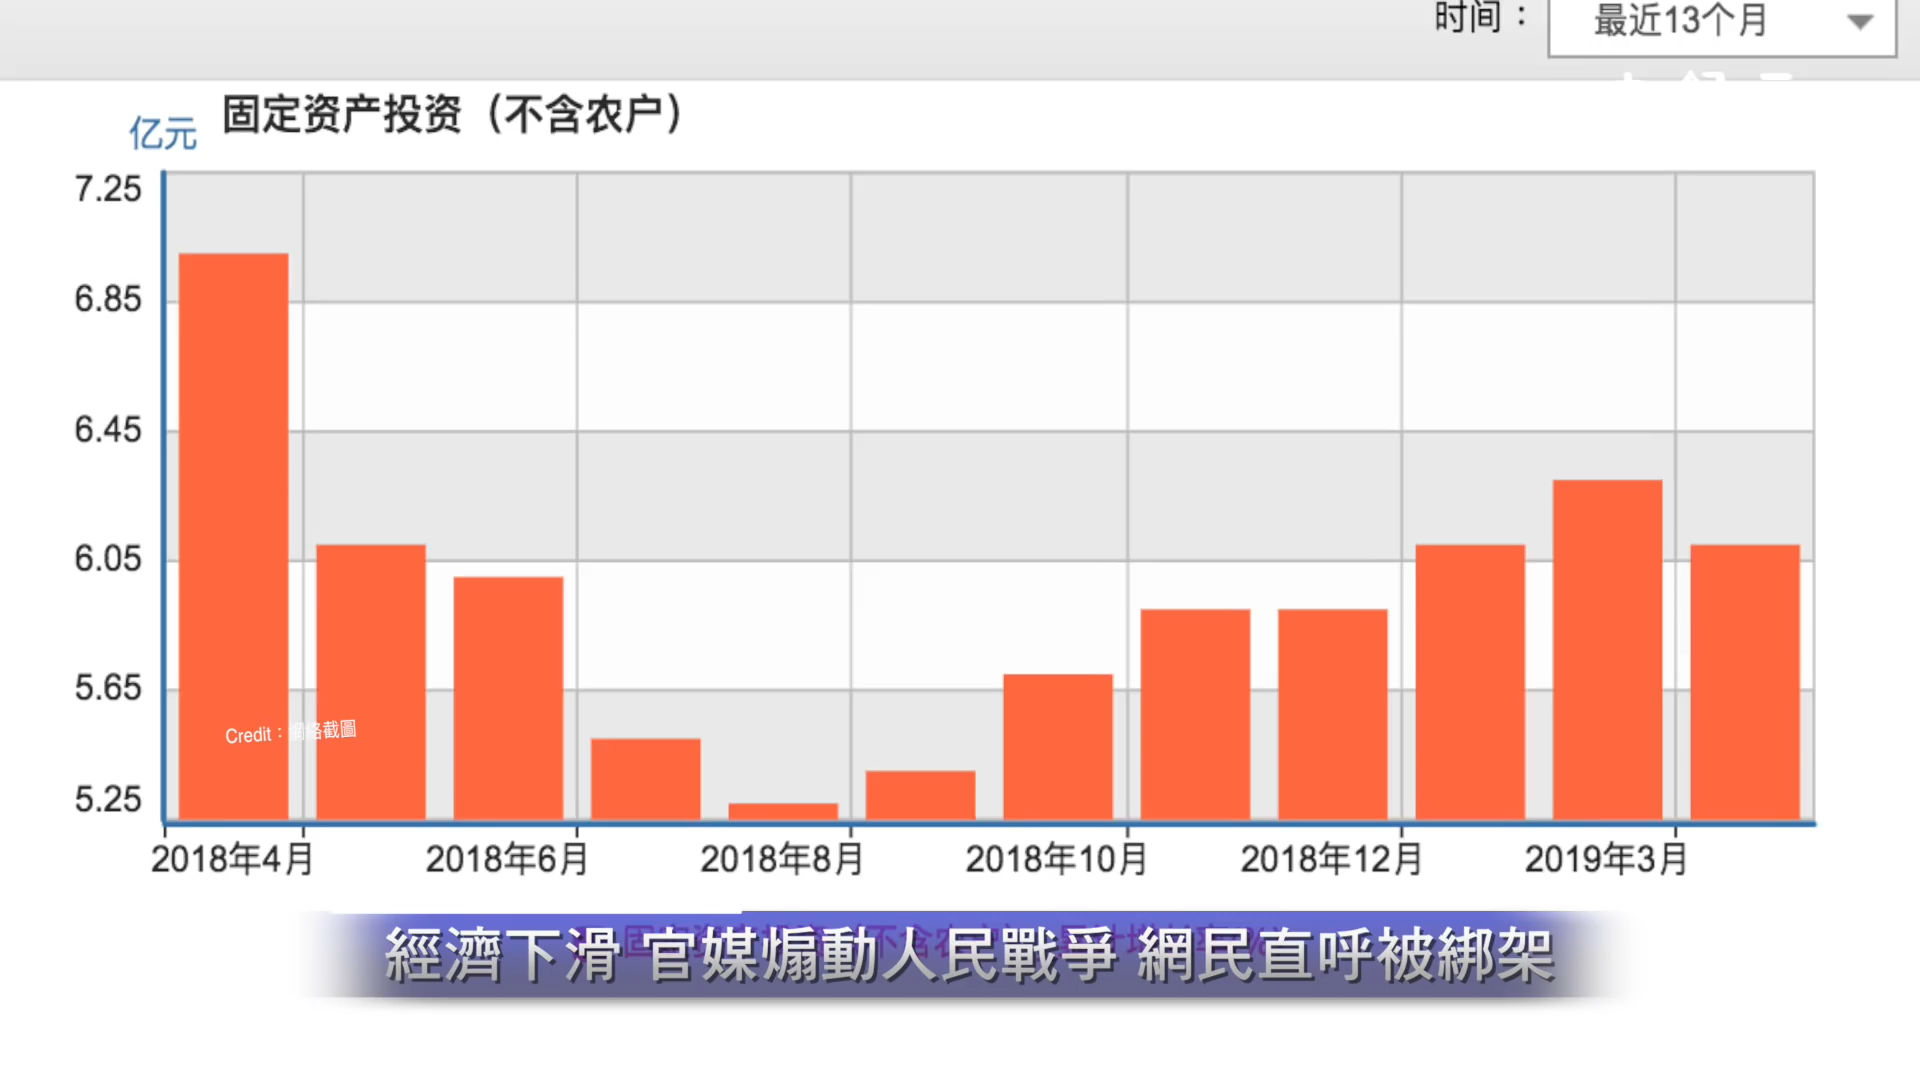 时间：
最近13个月
亿元
固定资产投资（不含农户）
7.25
6.85
6.45
6.05
5.65
5.25
Credit：網絡截圖
2018年4月
2018年6月
2018年8月
2018年10月
2018年12月
2019年3月
經濟下滑 官媒煽動人民戰爭 網民直呼被綁架